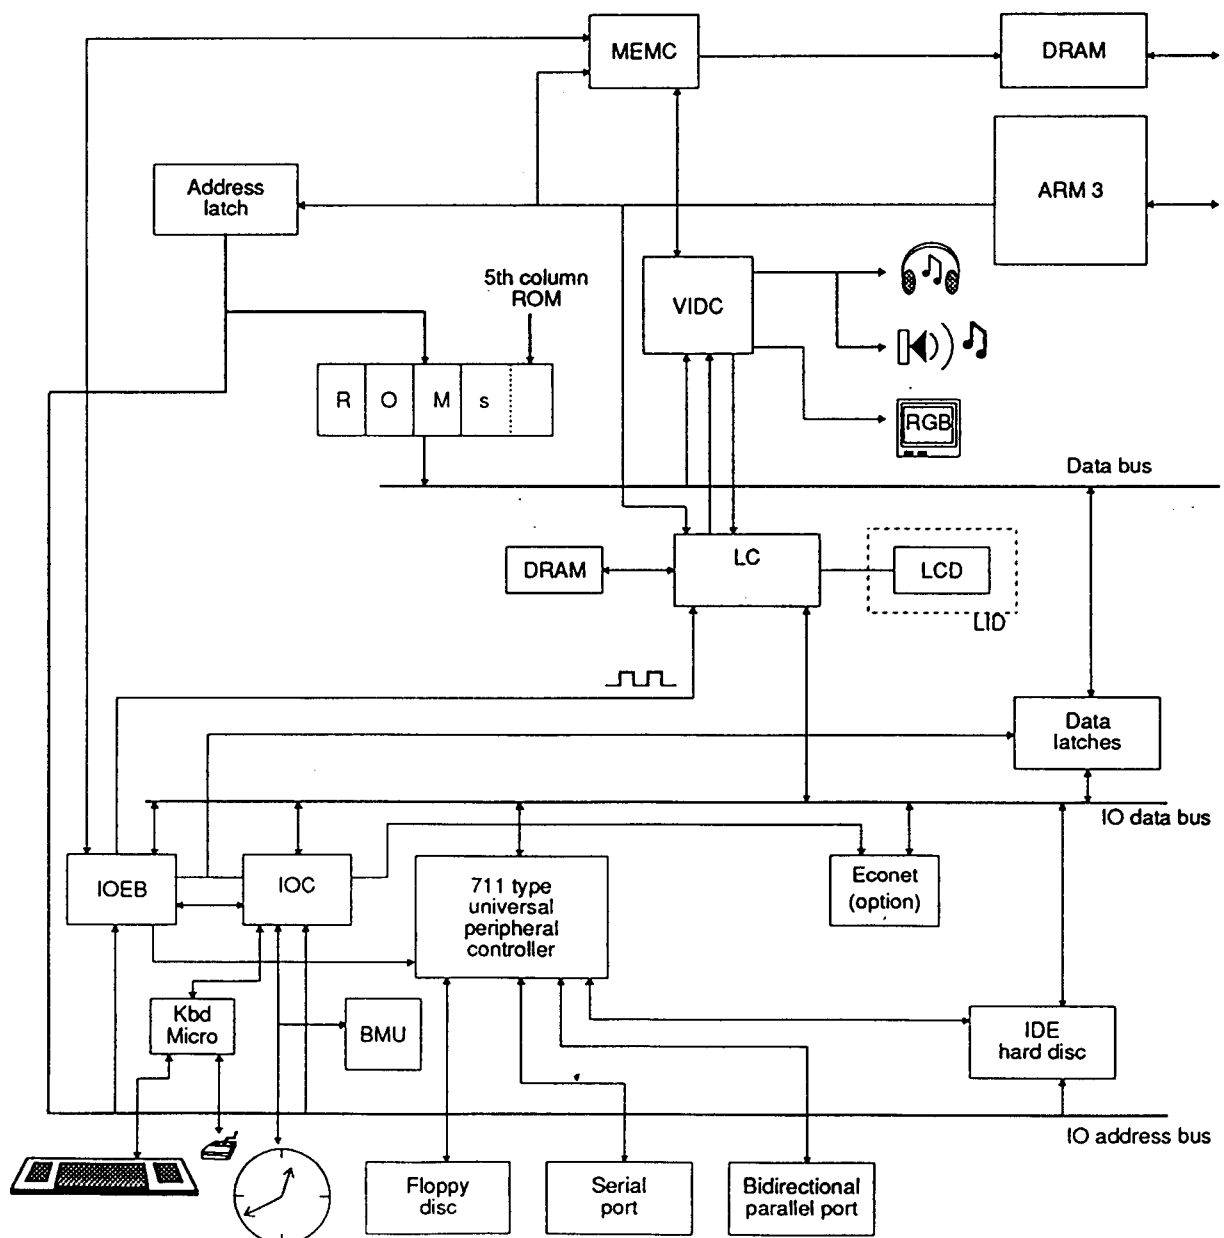 MEMC
DRAM
Address
latch
ARM 3
5th column
ROM
VIDC
R O M s
RGB
Data bus
LC
DRAM
LCD
LID
Data
latches
IO data bus
IOEB
IOC
711 type
universal
peripheral
controller
Econet
(option)
Kbd
Micro
BMU
IDE
hard disc
IO address bus
Floppy
disc
Serial
port
Bidirectional
parallel port